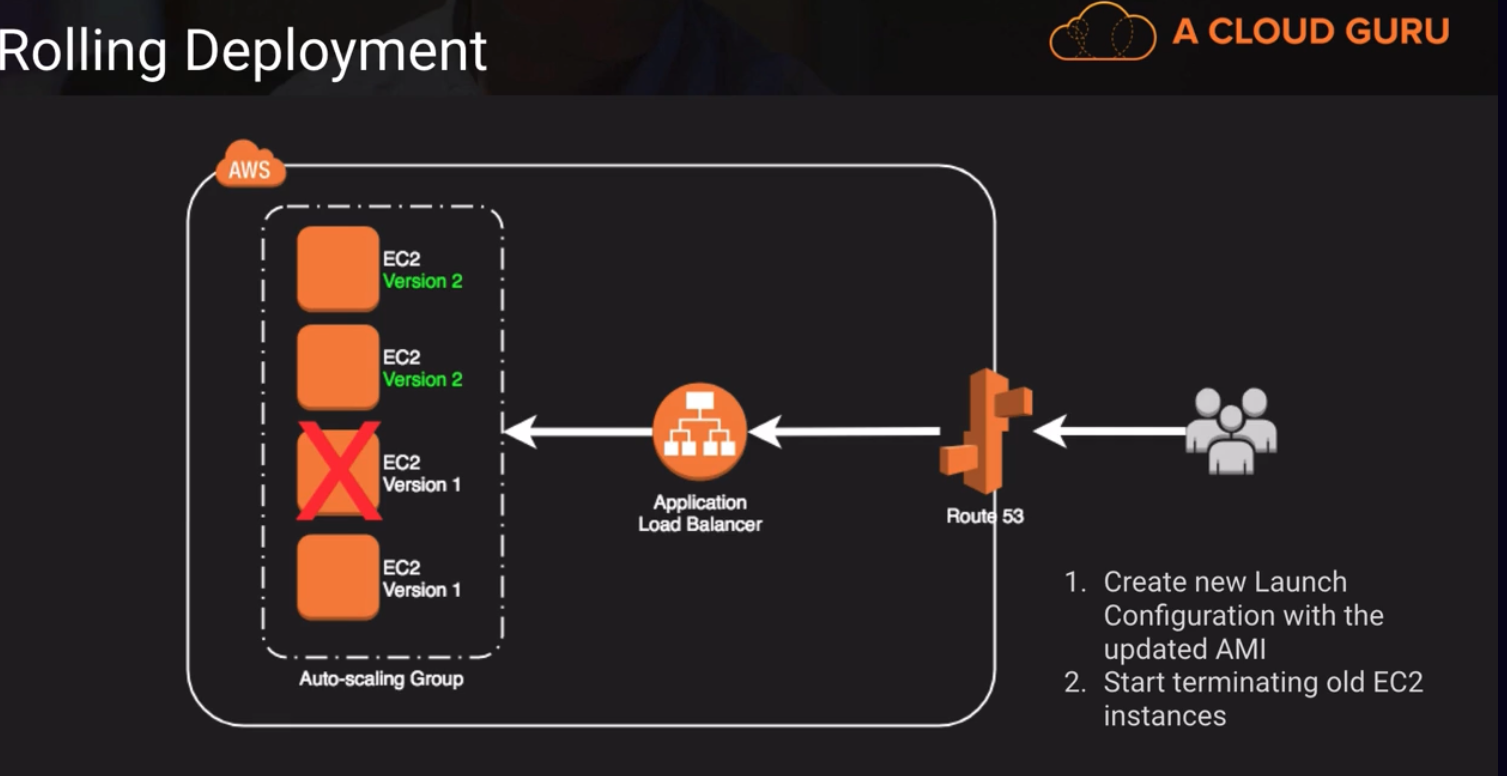 Rolling Deployment
A CLOUD GURU
AWS
EC2
Version 2
EC2
Version 2
EC2
Version 1
EC2
Version 1
Auto-scaling Group
Application
Load Balancer
Route 53
1. Create new Launch
Configuration with the
updated AMI
2. Start terminating old EC2
instances